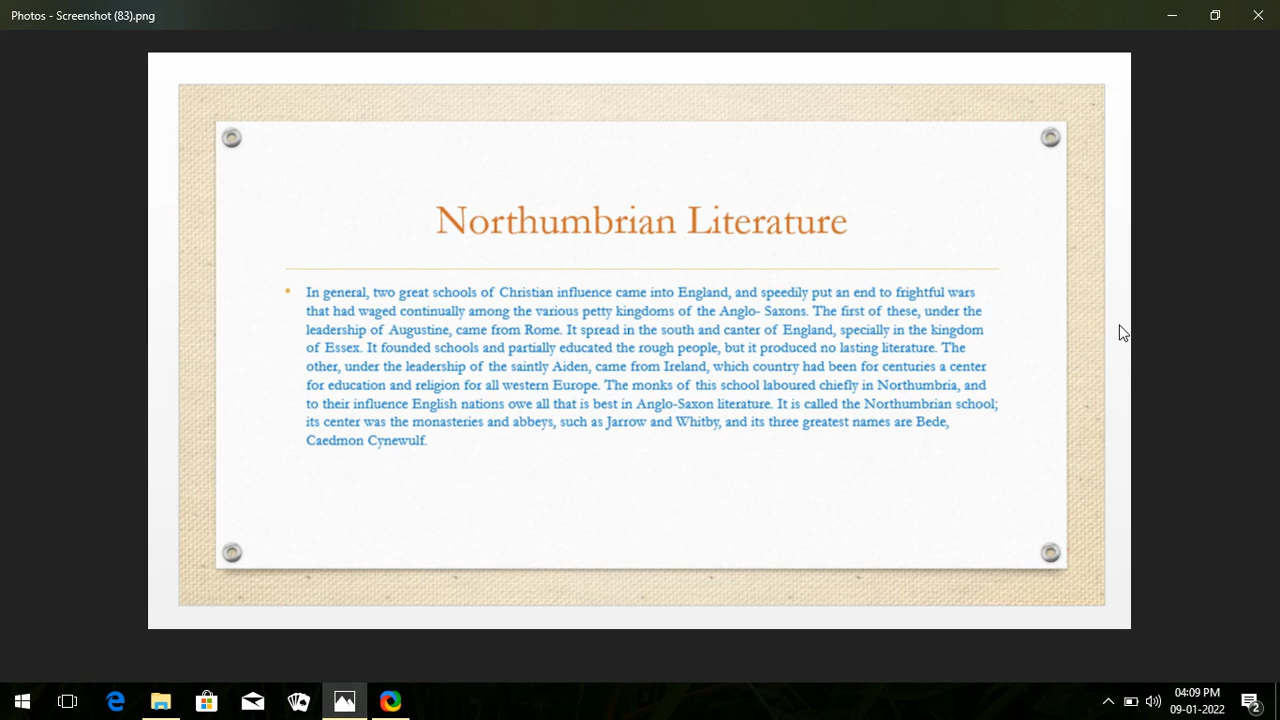 Photos - Screenshot (83).png
Northumbrian Literature
• In general, two great schools of Christian influence came into England, and speedily put an end to frightful wars
that had waged continually among the various petty kingdoms of the Anglo- Saxons. The first of these, under the
leadership of Augustine, came from Rome. It spread in the south and canter of England, specially in the kingdom
of Essex. It founded schools and partially educated the rough people, but it produced no lasting literature. The
other, under the leadership of the saintly Aiden, came from Ireland, which country had been for centuries a center
for education and religion for all western Europe. The monks of this school laboured chiefly in Northumbria, and
to their influence English nations owe all that is best in Anglo-Saxon literature. It is called the Northumbrian school;
its center was the monasteries and abbeys, such as Jarrow and Whitby, and its three greatest names are Bede,
Caedmon Cynewulf.
04:09 PM
09-01-2022
2